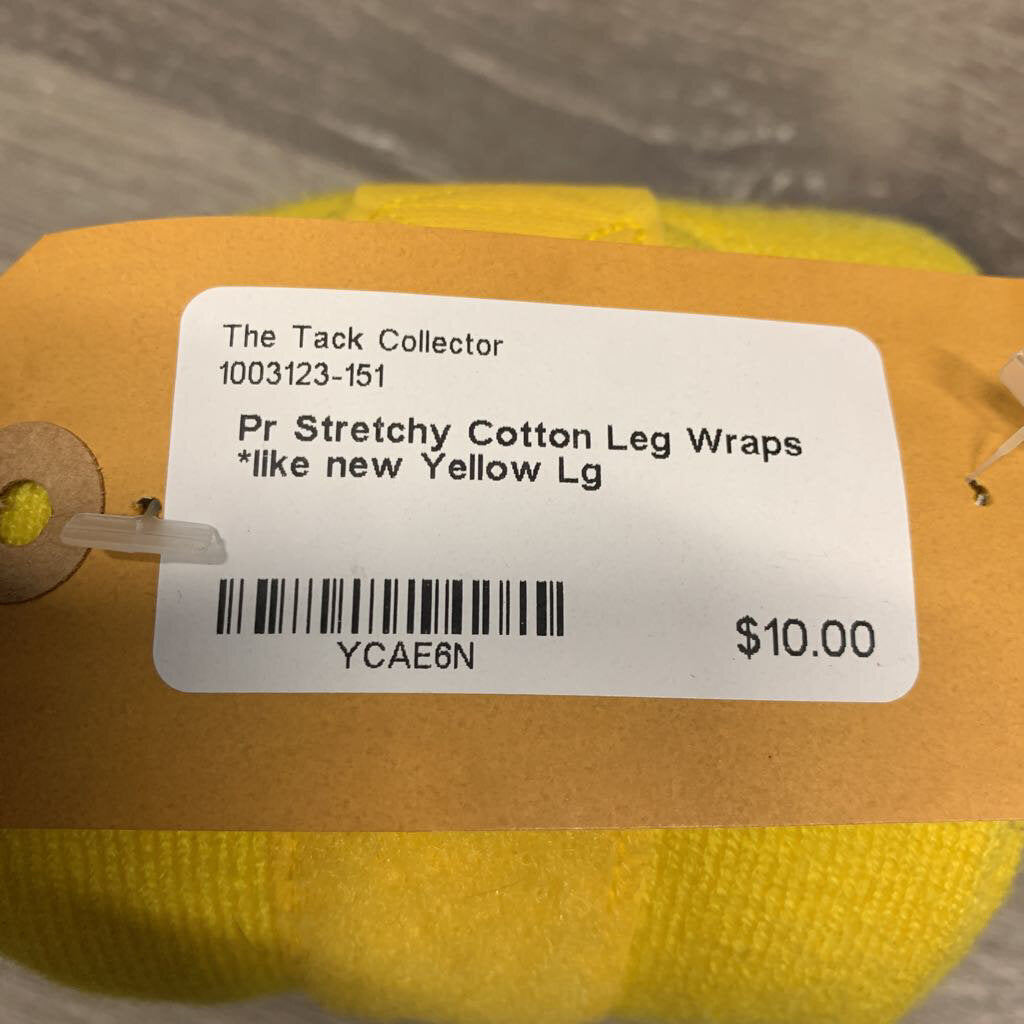 The Tack Collector
1003123-151
Pr Stretchy Cotton Leg Wraps
*like new Yellow Lg
YCAE6N
$10.00